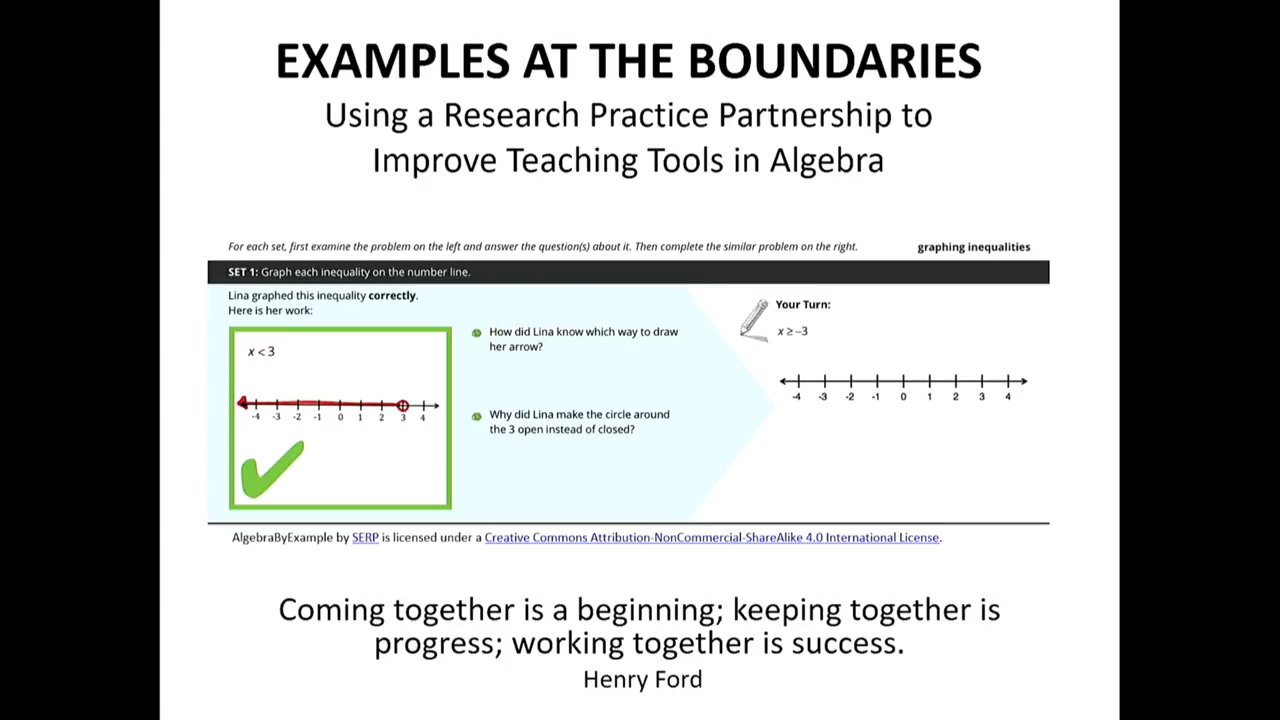 EXAMPLES AT THE BOUNDARIES
Using a Research Practice Partnership to
Improve Teaching Tools in Algebra
For each set, first examine the problem on the left and answer the question(s) about it. Then complete the similar problem on the right.
graphing inequalities
SET 1: Graph each inequality on the number line.
Lina graphed this inequality correctly.
Here is her work:
x < 3
-4 -3 -2 -1 0 1 2 3 4
How did Lina know which way to draw
her arrow?
Why did Lina make the circle around
the 3 open instead of closed?
Your Turn:
x ≥ -3
-4 -3 -2 -1 0 1 2 3 4
AlgebraByExample by SERP is licensed under a Creative Commons Attribution-NonCommercial-ShareAlike 4.0 International License.
Coming together is a beginning; keeping together is
progress; working together is success.
Henry Ford